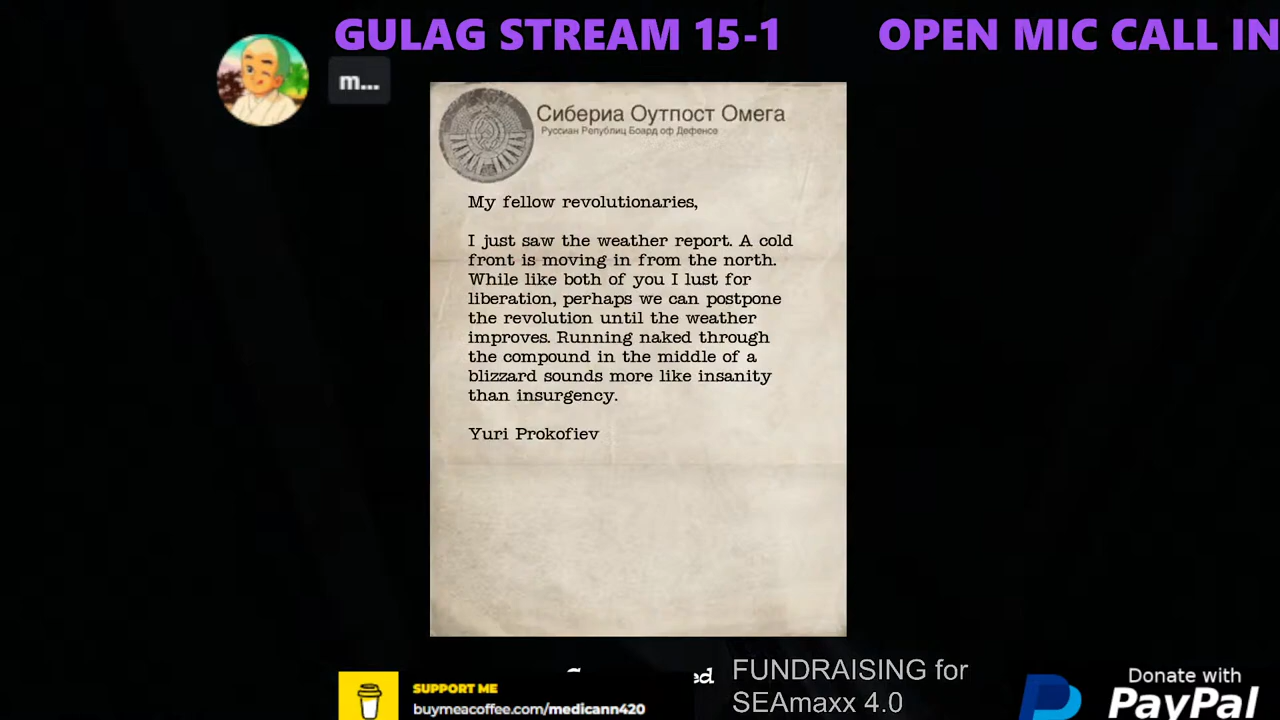 GULAG STREAM 15-1 OPEN MIC CALL IN
m...
Сибериа Оутпост Омега
Руссиан Републиц Боард оф Дефенсе
My fellow revolutionaries,
I just saw the weather report. A cold
front is moving in from the north.
While like both of you I lust for
liberation, perhaps we can postpone
the revolution until the weather
improves. Running naked through
the compound in the middle of a
blizzard sounds more like insanity
than insurgency.
Yuri Prokofiev
FUNDRAISING for
SEAmaxx 4.0
SUPPORT ME
buymeacoffee.com/medicann420
Donate with
PayPal